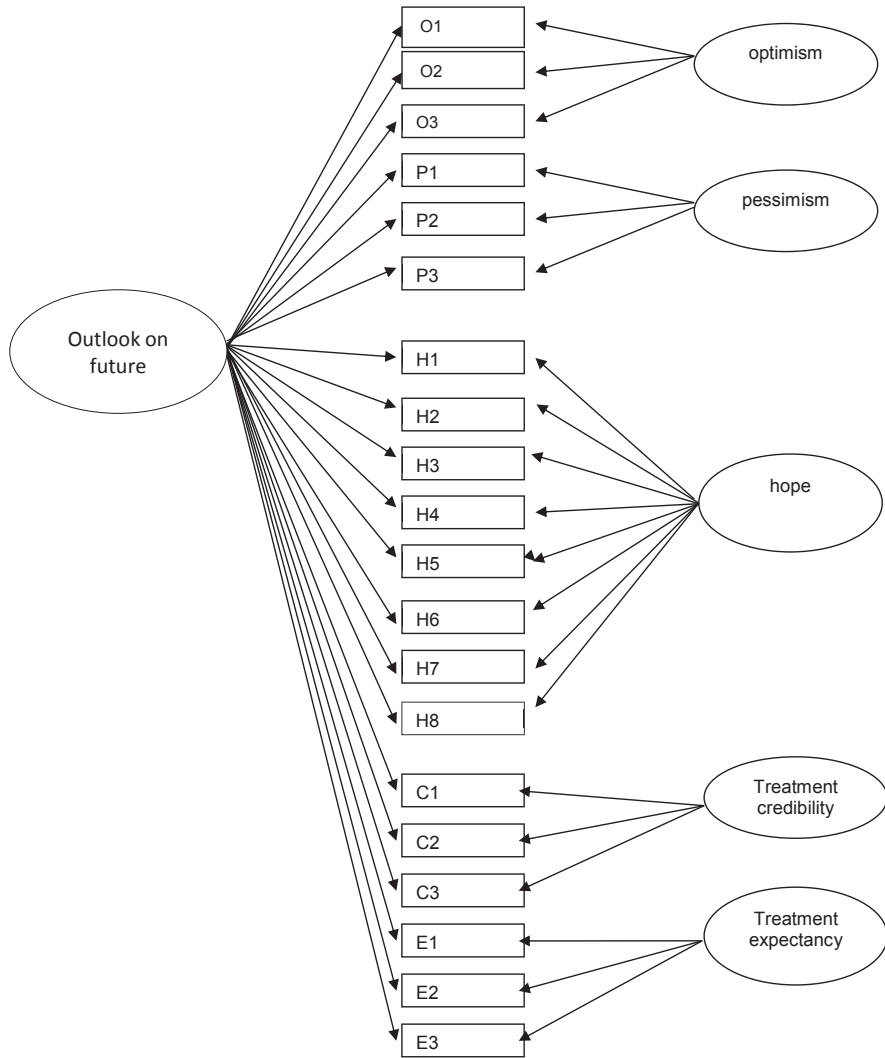 O1
optimism
O2
O3
P1
pessimism
P2
P3
Outlook on
future
H1
H2
H3
hope
H4
H5
H6
H7
H8
Treatment
credibility
C1
C2
C3
Treatment
expectancy
E1
E2
E3